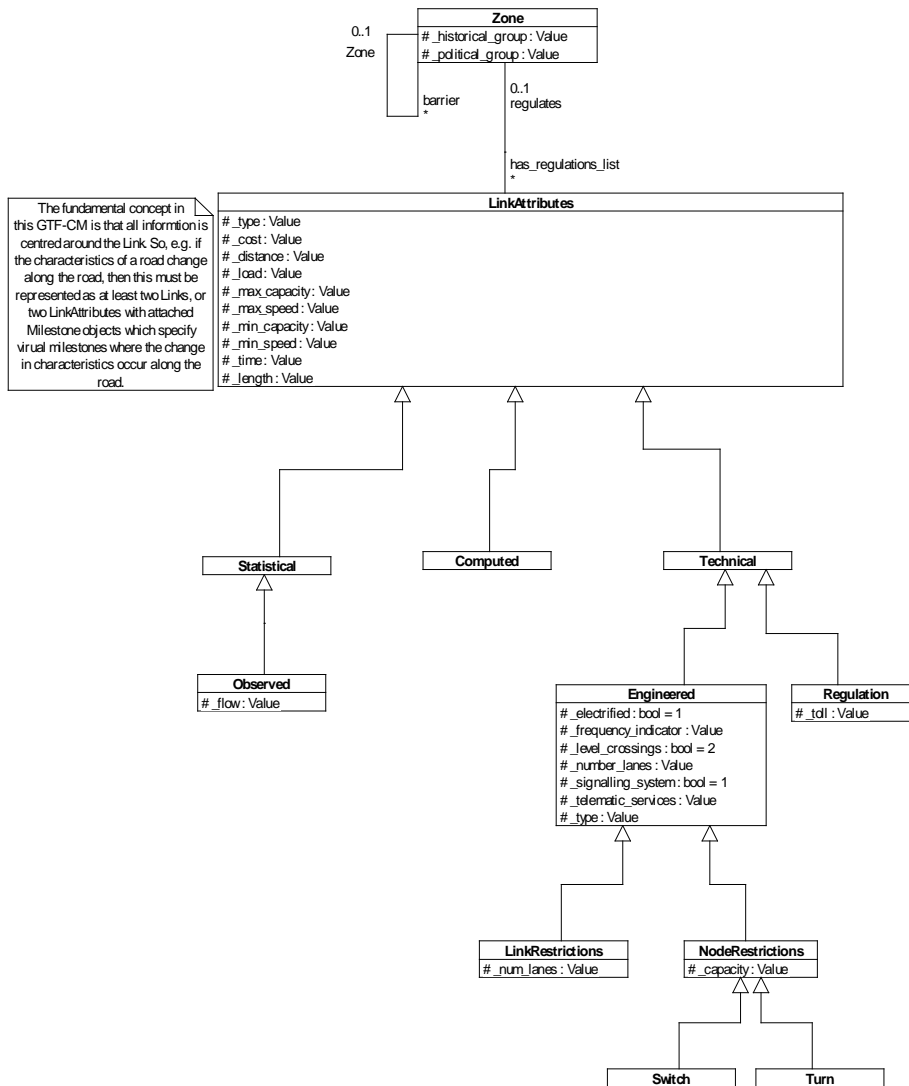 Zone
# _historical_group : Value
# _political_group : Value
0..1
Zone
barrier
*
0..1
regulates
has_regulations_list
*
The fundamental concept in
this GTF-CM is that all informtion is
centred around the Link. So, e.g. if
the characteristics of a road change
along the road, then this must be
represented as at least two Links, or
two LinkAttributes with attached
Milestone objects which specify
virual milestones where the change
in characteristics occur along the
road.
LinkAttributes
# _type : Value
# _cost : Value
# _distance : Value
# _load : Value
# _max_capacity : Value
# _max_speed : Value
# _min_capacity : Value
# _min_speed : Value
# _time : Value
# _length : Value
Statistical
Computed
Technical
Observed
# _flow : Value
Engineered
# _electrified : bool = 1
# _frequency_indicator : Value
# _level_crossings : bool = 2
# _number_lanes : Value
# _signalling_system : bool = 1
# _telematic_services : Value
# _type : Value
Regulation
# _toll : Value
LinkRestrictions
# _num_lanes : Value
NodeRestrictions
# _capacity : Value
Switch
Turn